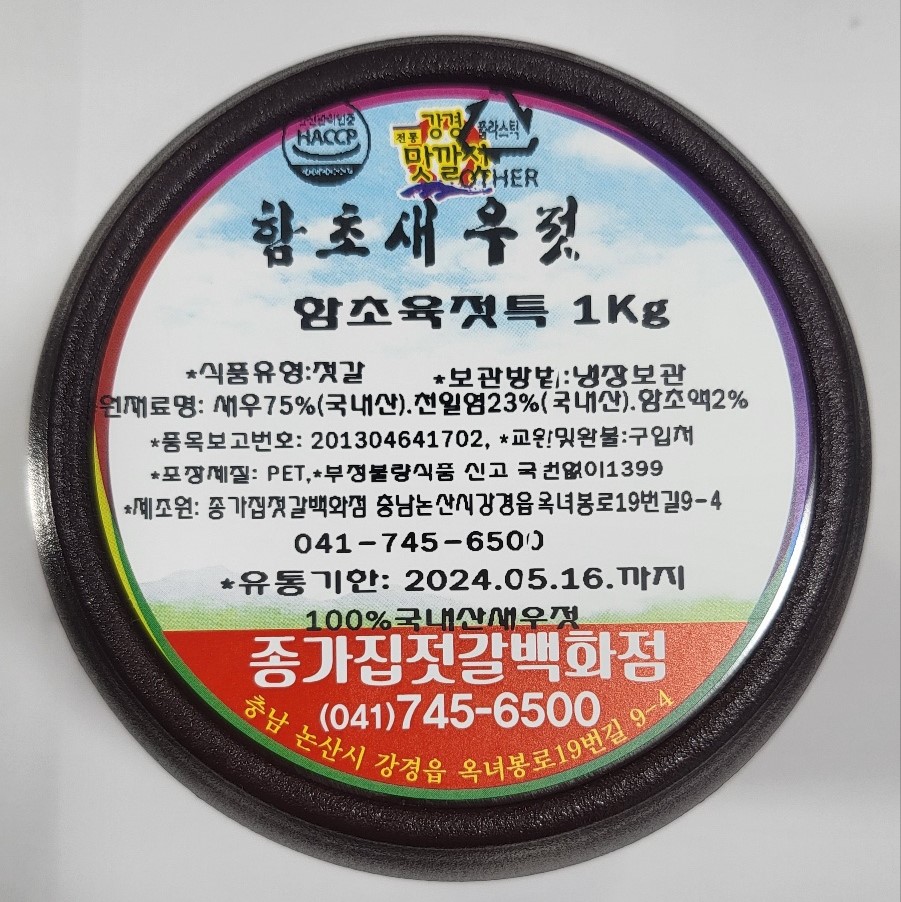 HACCP
전통 강경
맛깔젓
플라스틱
OTHER
함초새우젓
함초육젓특 1Kg
*식품유형:젓갈 *보관방법:냉장보관
원재료명: 새우75%(국내산).천일염23%(국내산).함초액2%
*품목보고번호: 201304641702, *교환및환불:구입처
*포장재질: PET,*부정불량식품 신고 국번없이1399
*제조원: 종가집젓갈백화점 충남논산시강경읍옥녀봉로19번길9-4
041-745-6500
*유통기한: 2024.05.16.까지
100%국내산새우젓
종가집젓갈백화점
(041)745-6500
충남 논산시 강경읍 옥녀봉로19번길 9-4